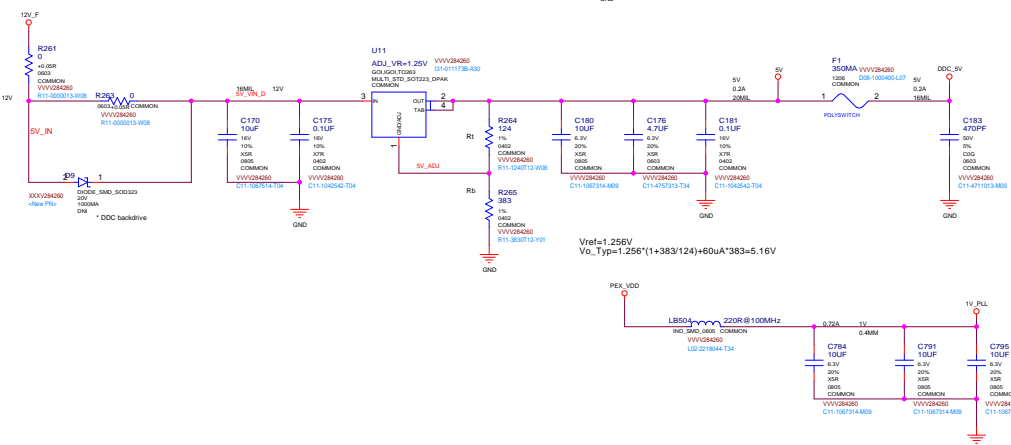 12V_F
R261
0
+0.05R
0603
COMMON
VVVV284260
R11-0000013-W08
12V
R263 0
0603 +0.05R COMMON
VVVV284260
R11-0000013-W08
5V_IN
16MIL 12V
5V_VIN_D
C170
10uF
16V
10%
X5R
0805
COMMON
VVVV284260
C11-1067514-T04
C175
0.1UF
16V
10%
X7R
0402
COMMON
VVVV284260
C11-1042542-T04
GND
2 D9 1
XXXV284260
<New PN>
DIODE_SMD_SOD323
20V
1000MA
DNI
* DDC backdrive
U11
ADJ_VR=1.25V
VVVV284260
I31-011173B-A30
GOI,IGOI,TO263
MULTI_STD_SOT223_DPAK
COMMON
3 IN
OUT 2
TAB 4
GND/ADJ
1
5V_ADJ
Rt
R264
124
1%
0402
COMMON
VVVV284260
R11-1240T12-W08
Rb
R265
383
1%
0402
COMMON
VVVV284260
R11-3830T12-Y01
GND
C180
10UF
6.3V
20%
X5R
0805
COMMON
VVVV284260
C11-1067314-M09
C176
4.7UF
6.3V
20%
X5R
0603
COMMON
VVVV284260
C11-4757313-T34
C181
0.1UF
16V
10%
X7R
0402
COMMON
VVVV284260
C11-1042542-T04
GND
5V
0.2A
20MIL
5V
F1
350MA
VVVV284260
D08-1000400-L07
1206
COMMON
1 2
POLYSWITCH
5V
0.2A
16MIL
DDC_5V
C183
470PF
50V
5%
C0G
0603
COMMON
VVVV284260
C11-4711013-M09
GND
Vref=1.256V
Vo_Typ=1.256*(1+383/124)+60uA*383=5.16V
PEX_VDD
LB504 220R@100MHz
IND_SMD_0805 COMMON
VVVV284260
L02-2218044-T34
0.72A 1V
0.4MM
1V_PLL
C784
10UF
6.3V
20%
X5R
0805
COMMON
VVVV284260
C11-1067314-M09
C791
10UF
6.3V
20%
X5R
0805
COMMON
VVVV284260
C11-1067314-M09
C795
10UF
6.3V
20%
X5R
0805